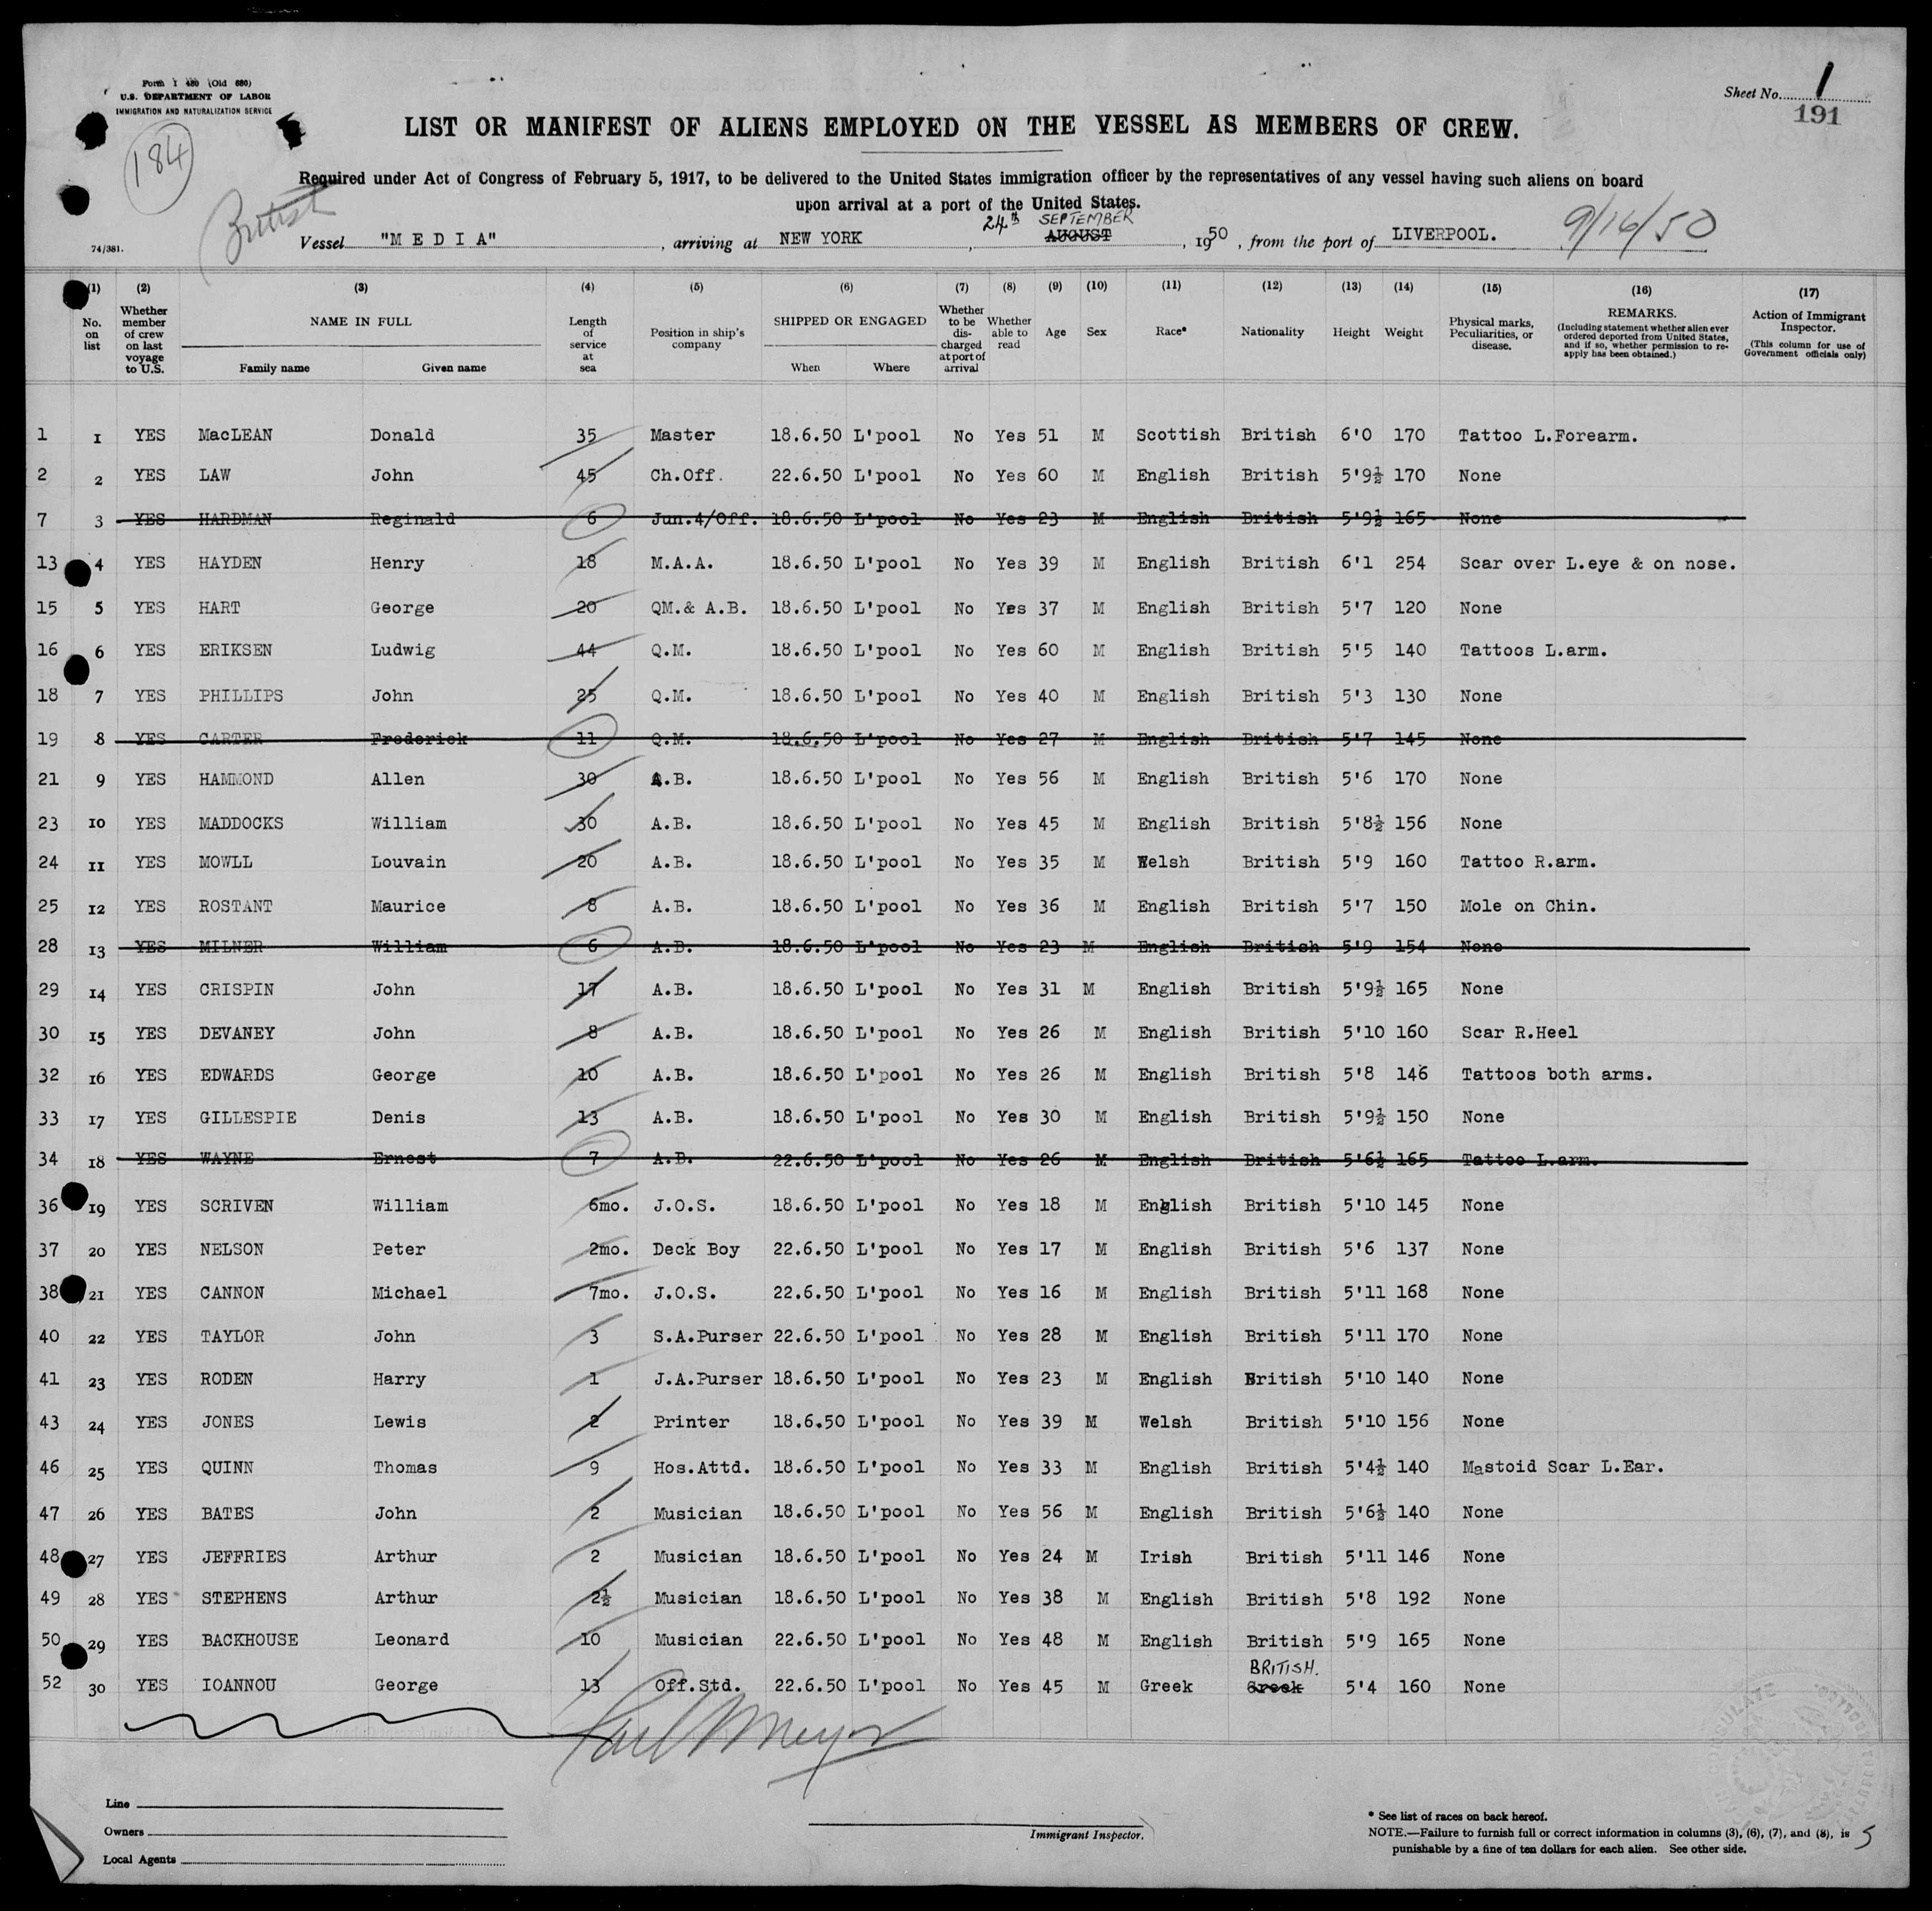 Form I 480 (Old 680)
U.S. DEPARTMENT OF LABOR
IMMIGRATION AND NATURALIZATION SERVICE
Sheet No. 1
191
184
LIST OR MANIFEST OF ALIENS EMPLOYED ON THE VESSEL AS MEMBERS OF CREW.
Required under Act of Congress of February 5, 1917, to be delivered to the United States immigration officer by the representatives of any vessel having such aliens on board
upon arrival at a port of the United States.
British
24th SEPTEMBER
74/381.
Vessel "M E D I A", arriving at NEW YORK, AUGUST, 1950, from the port of LIVERPOOL. 9/16/50
(1) (2) (3) (4) (5) (6) (7) (8) (9) (10) (11) (12) (13) (14) (15) (16) (17)
No. on list
Whether member of crew on last voyage to U.S.
NAME IN FULL
Family name Given name
Length of service at sea
Position in ship's company
SHIPPED OR ENGAGED
When Where
Whether to be discharged at port of arrival
Whether able to read
Age
Sex
Race*
Nationality
Height
Weight
Physical marks, Peculiarities, or disease.
REMARKS.
(Including statement whether alien ever ordered deported from United States, and if so, whether permission to re-apply has been obtained.)
Action of Immigrant Inspector.
(This column for use of Government officials only)
1 1 YES MacLEAN Donald 35 Master 18.6.50 L'pool No Yes 51 M Scottish British 6'0 170 Tattoo L.Forearm.
2 2 YES LAW John 45 Ch.Off. 22.6.50 L'pool No Yes 60 M English British 5'9½ 170 None
7 3 YES HARDMAN Reginald 6 Jun.4/Off. 18.6.50 L'pool No Yes 23 M English British 5'9½ 165 None
13 4 YES HAYDEN Henry 18 M.A.A. 18.6.50 L'pool No Yes 39 M English British 6'1 254 Scar over L.eye & on nose.
15 5 YES HART George 20 QM.& A.B. 18.6.50 L'pool No Yes 37 M English British 5'7 120 None
16 6 YES ERIKSEN Ludwig 44 Q.M. 18.6.50 L'pool No Yes 60 M English British 5'5 140 Tattoos L.arm.
18 7 YES PHILLIPS John 25 Q.M. 18.6.50 L'pool No Yes 40 M English British 5'3 130 None
19 8 YES CARTER Frederick 11 Q.M. 18.6.50 L'pool No Yes 27 M English British 5'7 145 None
21 9 YES HAMMOND Allen 30 A.B. 18.6.50 L'pool No Yes 56 M English British 5'6 170 None
23 10 YES MADDOCKS William 30 A.B. 18.6.50 L'pool No Yes 45 M English British 5'8½ 156 None
24 11 YES MOWLL Louvain 20 A.B. 18.6.50 L'pool No Yes 35 M Welsh British 5'9 160 Tattoo R.arm.
25 12 YES ROSTANT Maurice 8 A.B. 18.6.50 L'pool No Yes 36 M English British 5'7 150 Mole on Chin.
28 13 YES MILNER William 6 A.B. 18.6.50 L'pool No Yes 23 M English British 5'9 154 None
29 14 YES CRISPIN John 17 A.B. 18.6.50 L'pool No Yes 31 M English British 5'9½ 165 None
30 15 YES DEVANEY John 8 A.B. 18.6.50 L'pool No Yes 26 M English British 5'10 160 Scar R.Heel
32 16 YES EDWARDS George 10 A.B. 18.6.50 L'pool No Yes 26 M English British 5'8 146 Tattoos both arms.
33 17 YES GILLESPIE Denis 13 A.B. 18.6.50 L'pool No Yes 30 M English British 5'9½ 150 None
34 18 YES WAYNE Ernest 7 A.B. 22.6.50 L'pool No Yes 26 M English British 5'6½ 165 Tattoo L.arm.
36 19 YES SCRIVEN William 6mo. J.O.S. 18.6.50 L'pool No Yes 18 M English British 5'10 145 None
37 20 YES NELSON Peter 2mo. Deck Boy 22.6.50 L'pool No Yes 17 M English British 5'6 137 None
38 21 YES CANNON Michael 7mo. J.O.S. 22.6.50 L'pool No Yes 16 M English British 5'11 168 None
40 22 YES TAYLOR John 3 S.A.Purser 22.6.50 L'pool No Yes 28 M English British 5'11 170 None
41 23 YES RODEN Harry 1 J.A.Purser 18.6.50 L'pool No Yes 23 M English British 5'10 140 None
43 24 YES JONES Lewis 2 Printer 18.6.50 L'pool No Yes 39 M Welsh British 5'10 156 None
46 25 YES QUINN Thomas 9 Hos.Attd. 18.6.50 L'pool No Yes 33 M English British 5'4½ 140 Mastoid Scar L.Ear.
47 26 YES BATES John 2 Musician 18.6.50 L'pool No Yes 56 M English British 5'6½ 140 None
48 27 YES JEFFRIES Arthur 2 Musician 18.6.50 L'pool No Yes 24 M Irish British 5'11 146 None
49 28 YES STEPHENS Arthur 2½ Musician 18.6.50 L'pool No Yes 38 M English British 5'8 192 None
50 29 YES BACKHOUSE Leonard 10 Musician 22.6.50 L'pool No Yes 48 M English British 5'9 165 None
BRITISH.
52 30 YES IOANNOU George 13 Off.Std. 22.6.50 L'pool No Yes 45 M Greek Greek 5'4 160 None
Line
Owners
Local Agents
Immigrant Inspector.
* See list of races on back hereof.
NOTE.—Failure to furnish full or correct information in columns (3), (6), (7), and (8), is
punishable by a fine of ten dollars for each alien. See other side.
5